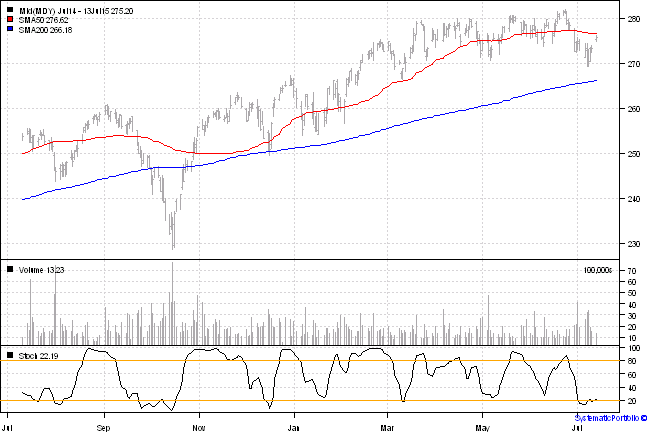 Mid(MDY) Jul14 - 13Jul15 275.20
SMA50 276.62
SMA200 266.18
280
270
260
250
240
230
Volume 13.23
100,000s
70
60
50
40
30
20
10
Stoch 22.19
100
80
60
40
20
Jul Sep Nov Jan Mar May Jul
SystematicPortfolio ©